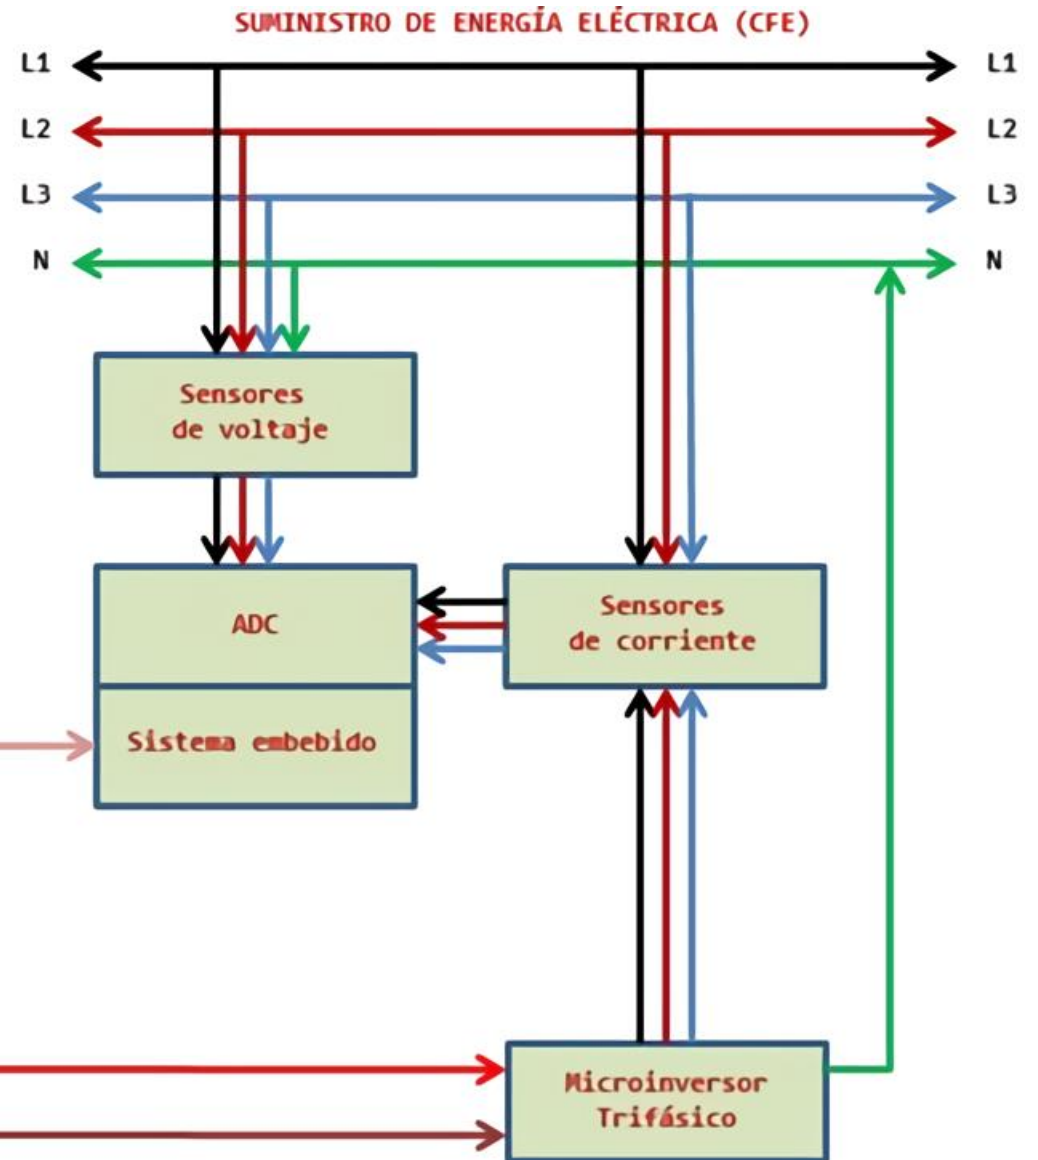 SUMINISTRO DE ENERGÍA ELÉCTRICA (CFE)
L1 L1
L2 L2
L3 L3
N N
Sensores
de voltaje
ADC
Sensores
de corriente
Sistema embebido
Microinversor
Trifásico